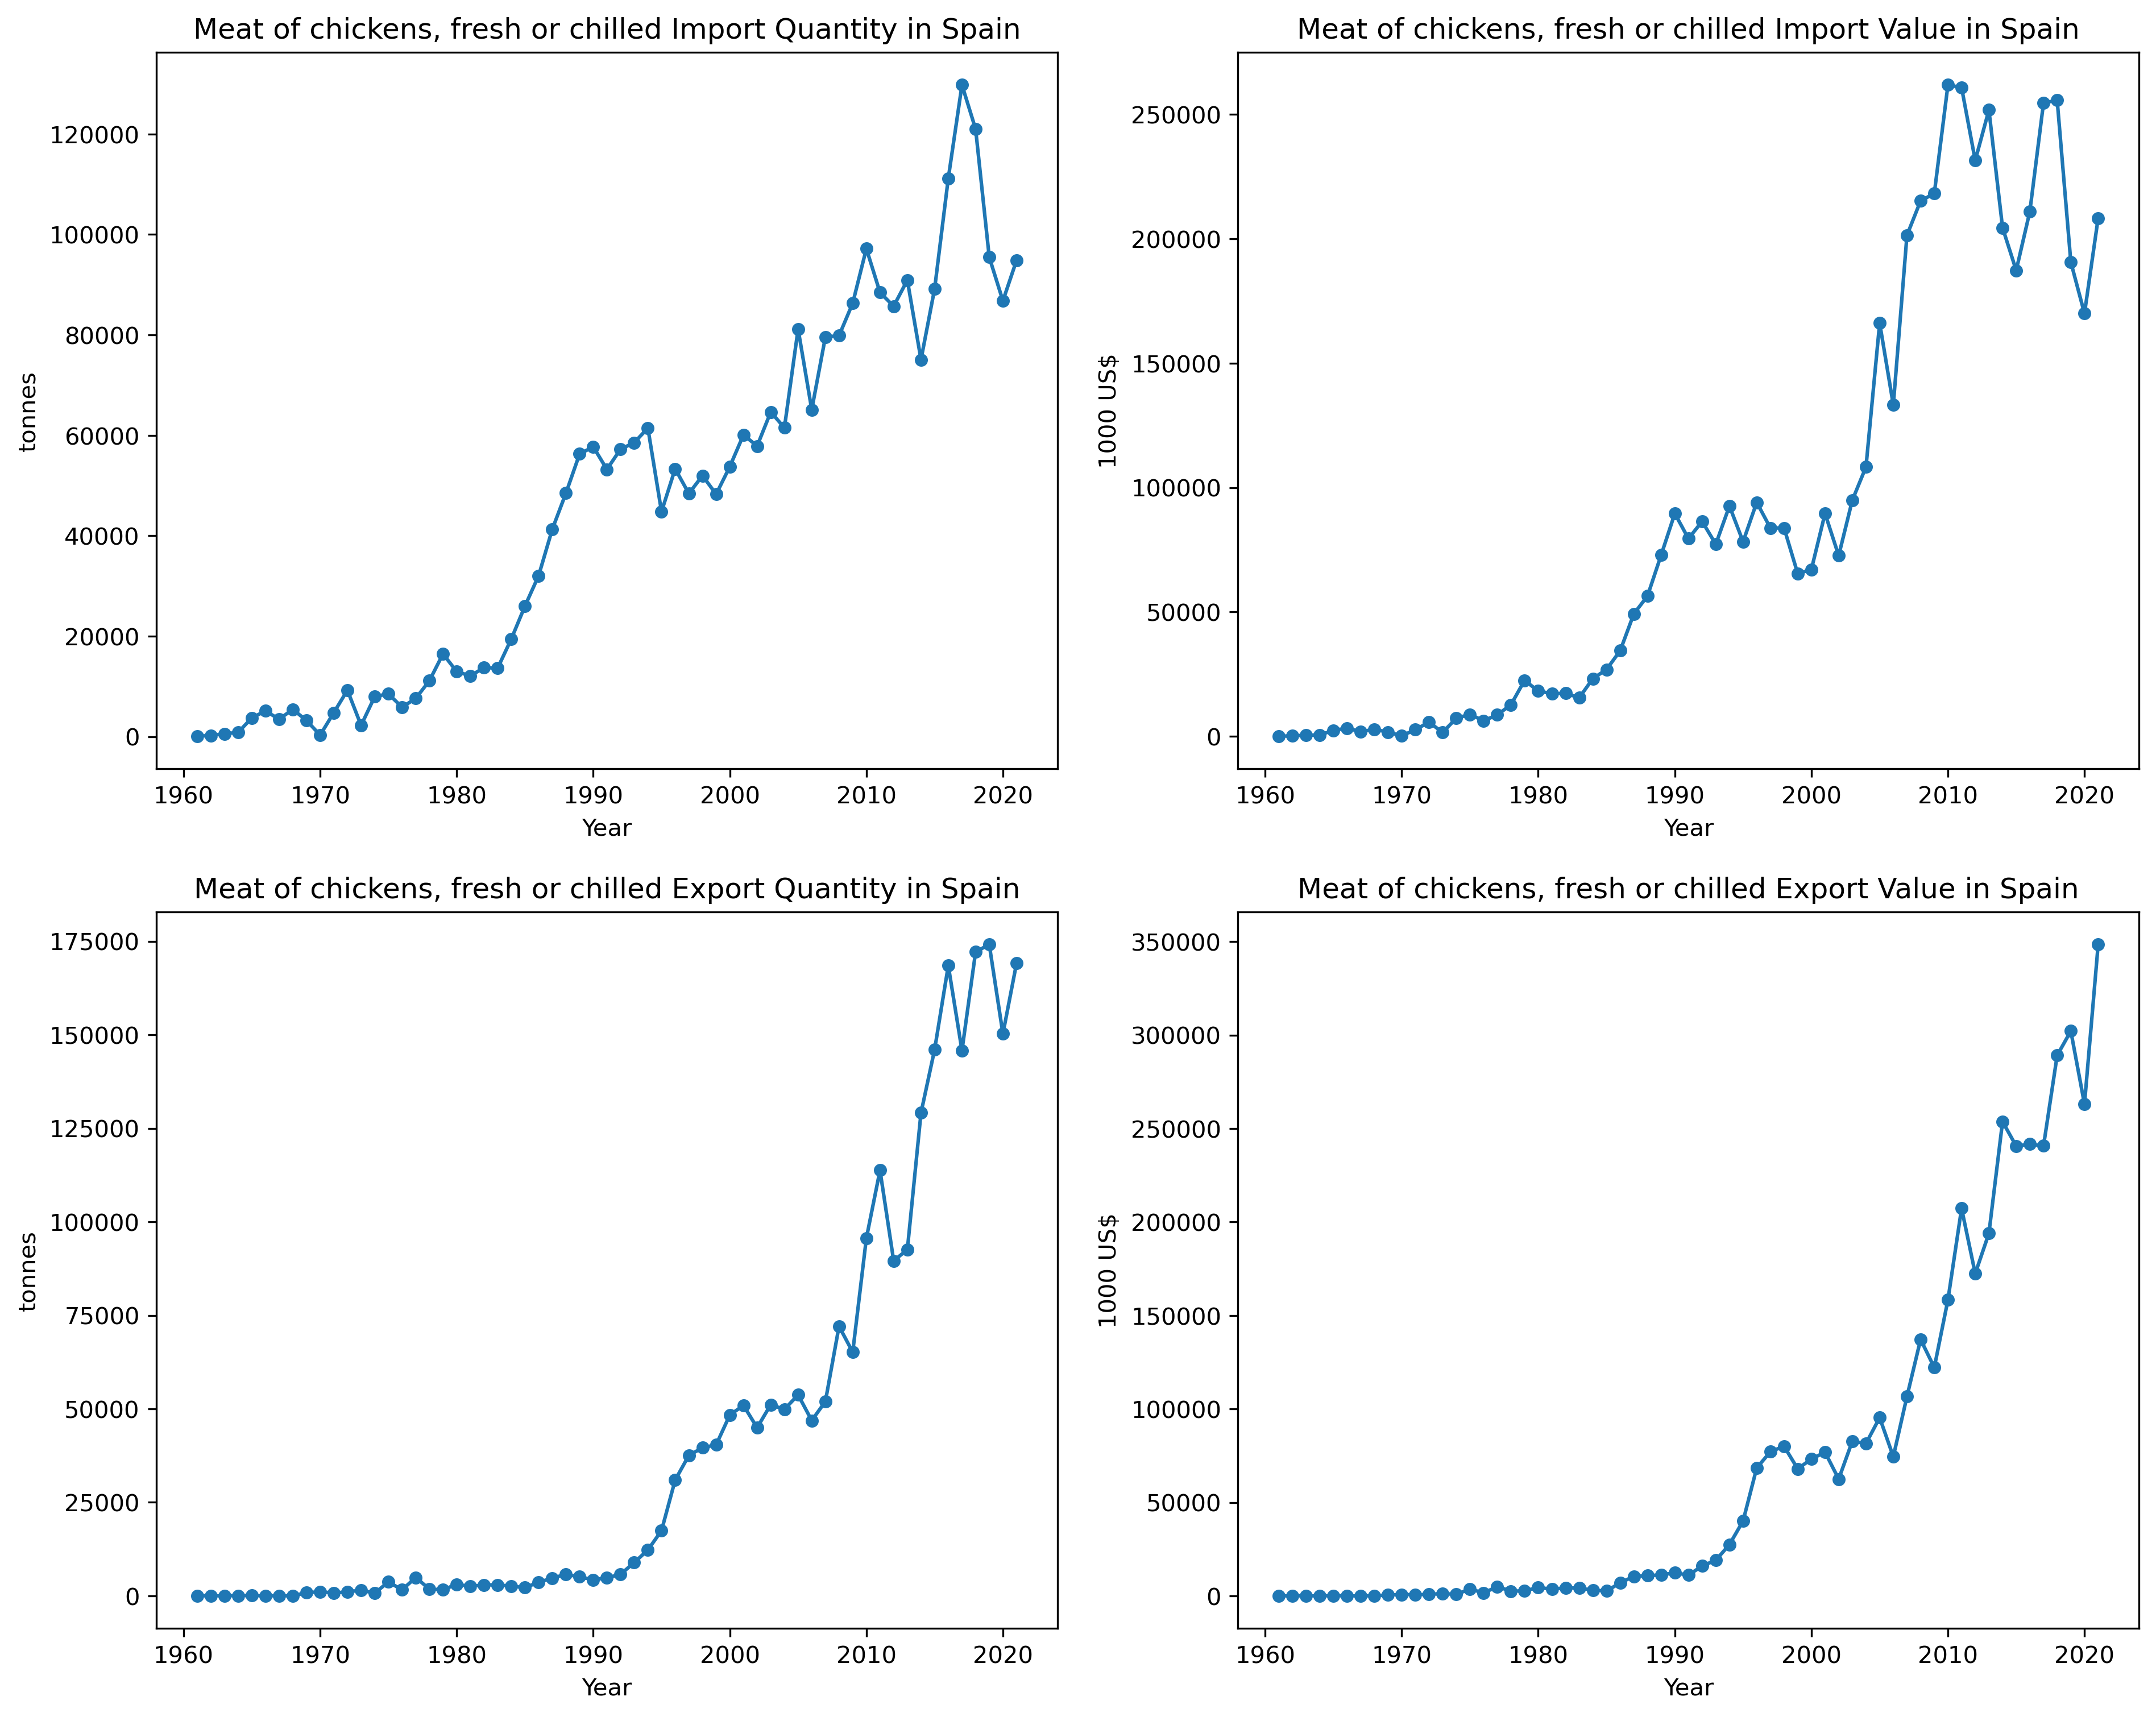 Meat of chickens, fresh or chilled Import Quantity in Spain
120000
100000
80000
60000
40000
20000
0
tonnes
1960 1970 1980 1990 2000 2010 2020
Year
Meat of chickens, fresh or chilled Import Value in Spain
250000
200000
150000
100000
50000
0
1000 US$
1960 1970 1980 1990 2000 2010 2020
Year
Meat of chickens, fresh or chilled Export Quantity in Spain
175000
150000
125000
100000
75000
50000
25000
0
tonnes
1960 1970 1980 1990 2000 2010 2020
Year
Meat of chickens, fresh or chilled Export Value in Spain
350000
300000
250000
200000
150000
100000
50000
0
1000 US$
1960 1970 1980 1990 2000 2010 2020
Year